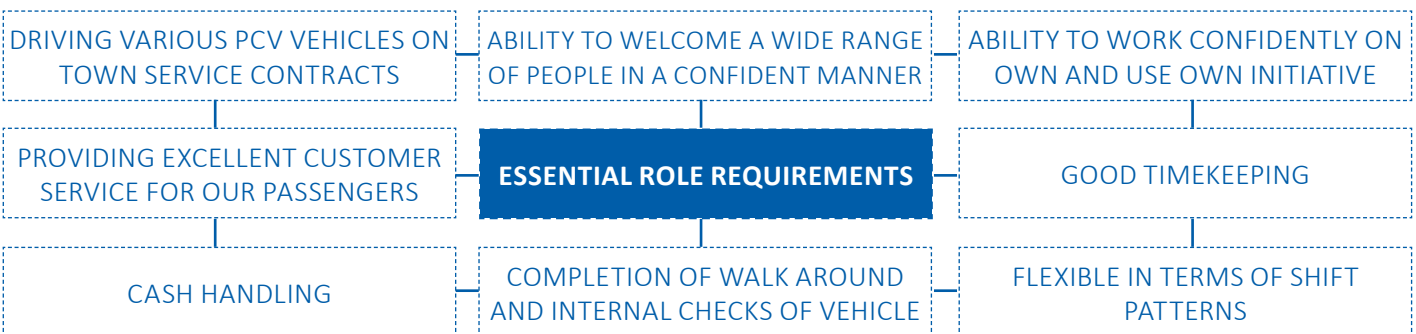 DRIVING VARIOUS PCV VEHICLES ON
TOWN SERVICE CONTRACTS
ABILITY TO WELCOME A WIDE RANGE
OF PEOPLE IN A CONFIDENT MANNER
ABILITY TO WORK CONFIDENTLY ON
OWN AND USE OWN INITIATIVE
PROVIDING EXCELLENT CUSTOMER
SERVICE FOR OUR PASSENGERS
ESSENTIAL ROLE REQUIREMENTS
GOOD TIMEKEEPING
CASH HANDLING
COMPLETION OF WALK AROUND
AND INTERNAL CHECKS OF VEHICLE
FLEXIBLE IN TERMS OF SHIFT
PATTERNS